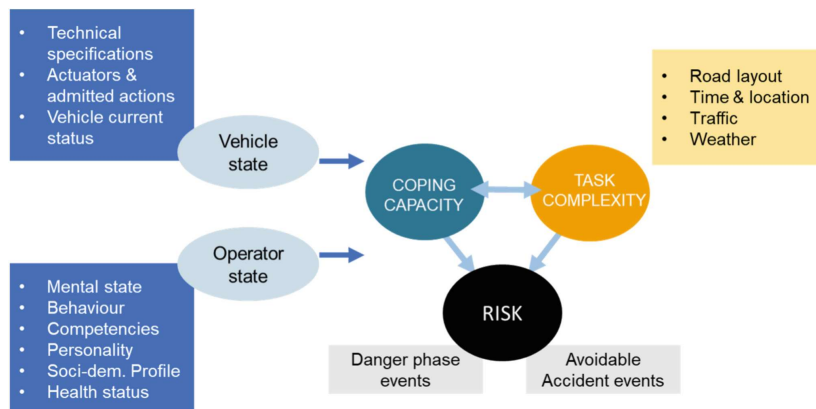 • Technical
specifications
• Actuators &
admitted actions
• Vehicle current
status
Vehicle
state
Operator
state
• Mental state
• Behaviour
• Competencies
• Personality
• Soci-dem. Profile
• Health status
COPING
CAPACITY
TASK
COMPLEXITY
RISK
Danger phase
events
Avoidable
Accident events
• Road layout
• Time & location
• Traffic
• Weather